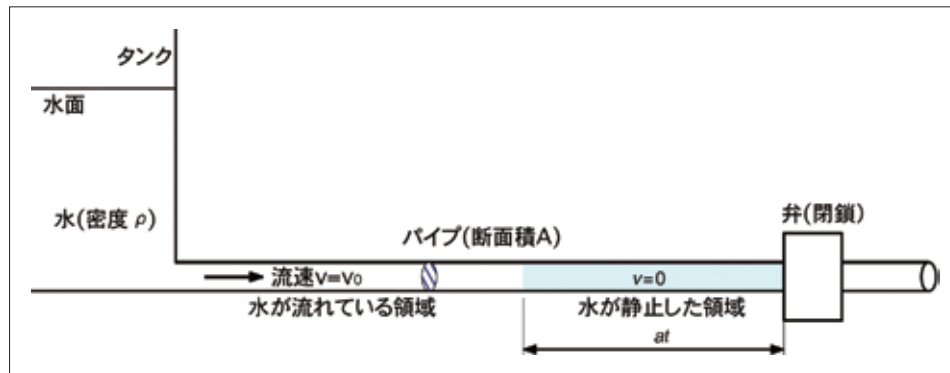 タンク
水面
水(密度 ρ)
パイプ(断面積A)
弁(閉鎖)
流速v=v₀
v=0
水が流れている領域
水が静止した領域
at